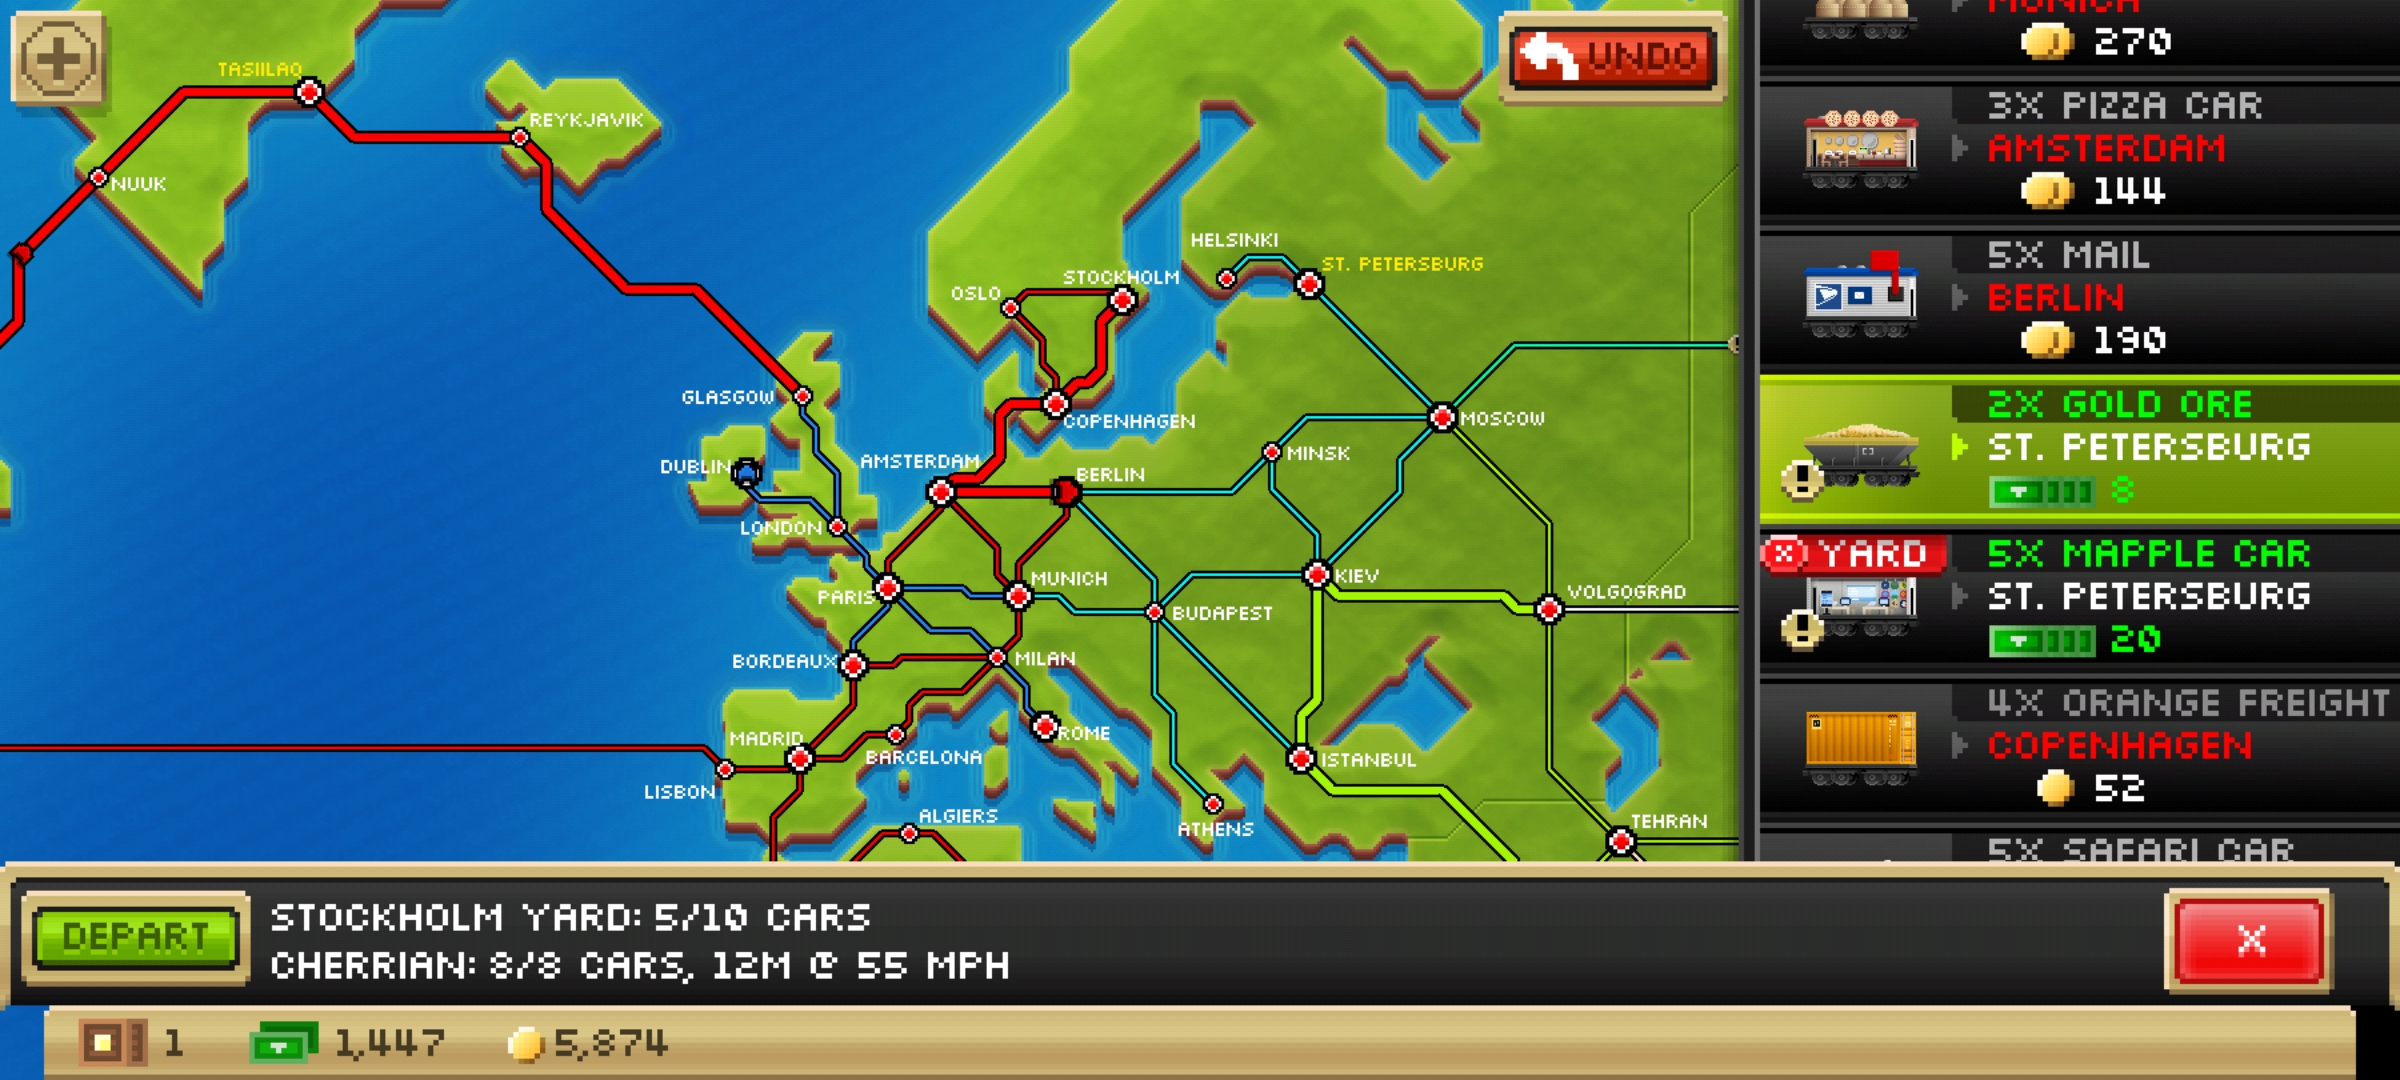 MUNICH
270
UNDO
TASIILAQ
REYKJAVIK
NUUK
3X PIZZA CAR
AMSTERDAM
144
HELSINKI
ST. PETERSBURG
STOCKHOLM
OSLO
5X MAIL
BERLIN
190
GLASGOW
COPENHAGEN
MOSCOW
2X GOLD ORE
ST. PETERSBURG
8
DUBLIN
AMSTERDAM
BERLIN
MINSK
LONDON
YARD
5X MAPPLE CAR
ST. PETERSBURG
20
MUNICH
KIEV
PARIS
BUDAPEST
VOLGOGRAD
BORDEAUX
MILAN
4X ORANGE FREIGHT
COPENHAGEN
52
MADRID
BARCELONA
ROME
ISTANBUL
LISBON
ALGIERS
ATHENS
TEHRAN
5X SAFARI CAR
DEPART
STOCKHOLM YARD: 5/10 CARS
CHERRIAN: 8/8 CARS, 12M @ 55 MPH
X
1
1,447
5,874